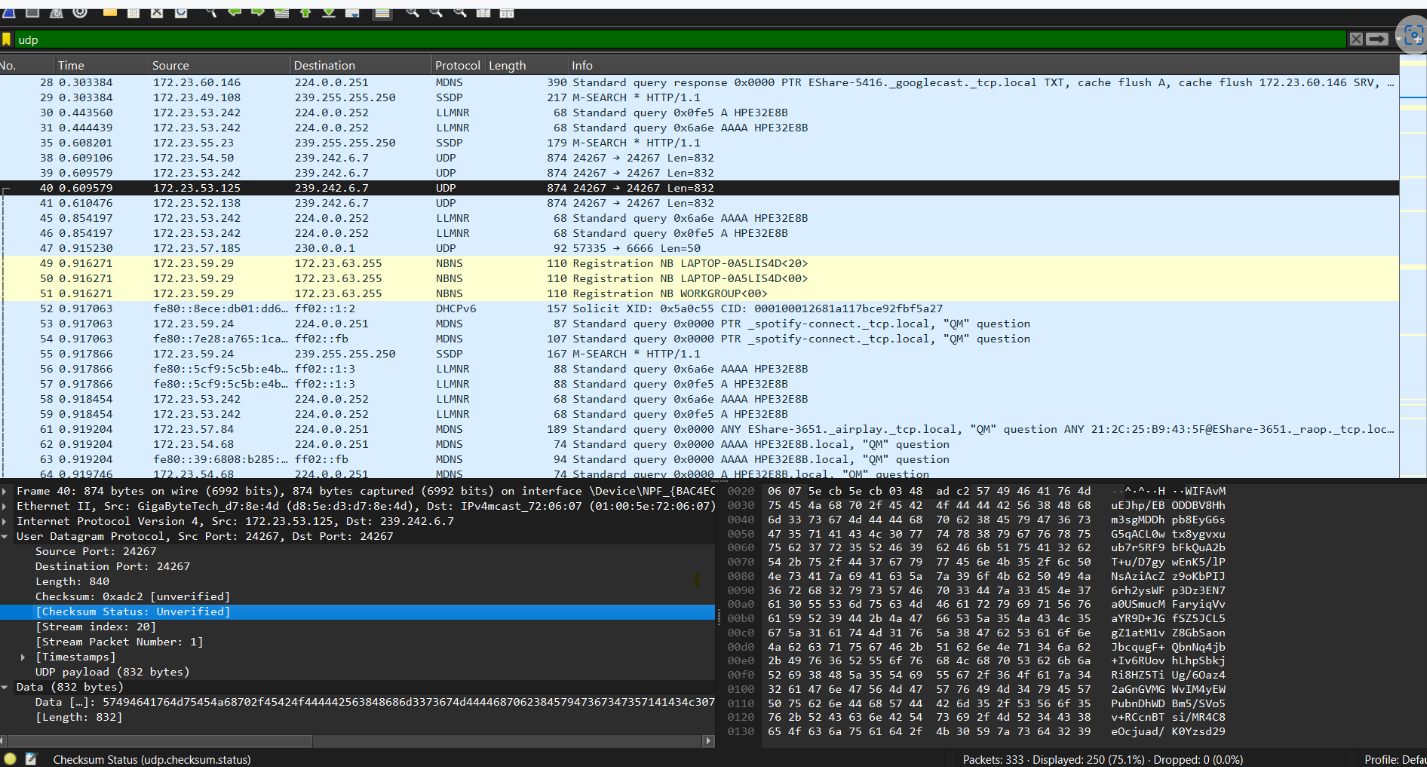 udp
No. Time Source Destination Protocol Length Info
28 0.303384 172.23.60.146 224.0.0.251 MDNS 390 Standard query response 0x0000 PTR EShare-5416._googlecast._tcp.local TXT, cache flush A, cache flush 172.23.60.146 SRV, …
29 0.303384 172.23.49.108 239.255.255.250 SSDP 217 M-SEARCH * HTTP/1.1
30 0.443560 172.23.53.242 224.0.0.252 LLMNR 68 Standard query 0x0fe5 A HPE32E8B
31 0.444439 172.23.53.242 224.0.0.252 LLMNR 68 Standard query 0x6a6e AAAA HPE32E8B
35 0.608201 172.23.55.23 239.255.255.250 SSDP 179 M-SEARCH * HTTP/1.1
38 0.609106 172.23.54.50 239.242.6.7 UDP 874 24267 → 24267 Len=832
39 0.609579 172.23.53.242 239.242.6.7 UDP 874 24267 → 24267 Len=832
40 0.609579 172.23.53.125 239.242.6.7 UDP 874 24267 → 24267 Len=832
41 0.610476 172.23.52.138 239.242.6.7 UDP 874 24267 → 24267 Len=832
45 0.854197 172.23.53.242 224.0.0.252 LLMNR 68 Standard query 0x6a6e AAAA HPE32E8B
46 0.854197 172.23.53.242 224.0.0.252 LLMNR 68 Standard query 0x0fe5 A HPE32E8B
47 0.915230 172.23.57.185 230.0.0.1 UDP 92 57335 → 6666 Len=50
49 0.916271 172.23.59.29 172.23.63.255 NBNS 110 Registration NB LAPTOP-0A5LIS4D<20>
50 0.916271 172.23.59.29 172.23.63.255 NBNS 110 Registration NB LAPTOP-0A5LIS4D<00>
51 0.916271 172.23.59.29 172.23.63.255 NBNS 110 Registration NB WORKGROUP<00>
52 0.917063 fe80::8ece:db01:dd6… ff02::1:2 DHCPv6 157 Solicit XID: 0x5a0c55 CID: 000100012681a117bce92fbf5a27
53 0.917063 172.23.59.24 224.0.0.251 MDNS 87 Standard query 0x0000 PTR _spotify-connect._tcp.local, "QM" question
54 0.917063 fe80::7e28:a765:1ca… ff02::fb MDNS 107 Standard query 0x0000 PTR _spotify-connect._tcp.local, "QM" question
55 0.917866 172.23.59.24 239.255.255.250 SSDP 167 M-SEARCH * HTTP/1.1
56 0.917866 fe80::5cf9:5c5b:e4b… ff02::1:3 LLMNR 88 Standard query 0x6a6e AAAA HPE32E8B
57 0.917866 fe80::5cf9:5c5b:e4b… ff02::1:3 LLMNR 88 Standard query 0x0fe5 A HPE32E8B
58 0.918454 172.23.53.242 224.0.0.252 LLMNR 68 Standard query 0x6a6e AAAA HPE32E8B
59 0.918454 172.23.53.242 224.0.0.252 LLMNR 68 Standard query 0x0fe5 A HPE32E8B
61 0.919204 172.23.57.84 224.0.0.251 MDNS 189 Standard query 0x0000 ANY EShare-3651._airplay._tcp.local, "QM" question ANY 21:2C:25:B9:43:5F@EShare-3651._raop._tcp.loc…
62 0.919204 172.23.54.68 224.0.0.251 MDNS 74 Standard query 0x0000 AAAA HPE32E8B.local, "QM" question
63 0.919204 fe80::39:6808:b285:… ff02::fb MDNS 94 Standard query 0x0000 AAAA HPE32E8B.local, "QM" question
64 0.919746 172.23.54.68 224.0.0.251 MDNS 74 Standard query 0x0000 A HPE32E8B.local, "QM" question
Frame 40: 874 bytes on wire (6992 bits), 874 bytes captured (6992 bits) on interface \Device\NPF_{BAC4EC
Ethernet II, Src: GigaByteTech_d7:8e:4d (d8:5e:d3:d7:8e:4d), Dst: IPv4mcast_72:06:07 (01:00:5e:72:06:07)
Internet Protocol Version 4, Src: 172.23.53.125, Dst: 239.242.6.7
User Datagram Protocol, Src Port: 24267, Dst Port: 24267
Source Port: 24267
Destination Port: 24267
Length: 840
Checksum: 0xadc2 [unverified]
[Checksum Status: Unverified]
[Stream index: 20]
[Stream Packet Number: 1]
[Timestamps]
UDP payload (832 bytes)
Data (832 bytes)
Data […]: 57494641764d75454a68702f45424f444442563848686d3373674d4444687062384579473673473571414​34c307
[Length: 832]
0020 06 07 5e cb 5e cb 03 48 ad c2 57 49 46 41 76 4d ··^·^··H ··WIFAvM
0030 75 45 4a 68 70 2f 45 42 4f 44 44 42 56 38 48 68 uEJhp/EB ODDBV8Hh
0040 6d 33 73 67 4d 44 44 68 70 62 38 45 79 47 36 73 m3sgMDDh pb8EyG6s
0050 47 35 71 41 43 4c 30 77 74 78 38 79 67 76 78 75 G5qACL0w tx8ygvxu
0060 75 62 37 72 35 52 46 39 62 46 6b 51 75 41 32 62 ub7r5RF9 bFkQuA2b
0070 54 2b 75 2f 44 37 67 79 77 45 6e 4b 35 2f 6c 50 T+u/D7gy wEnK5/lP
0080 4e 73 41 7a 69 41 63 5a 7a 39 6f 4b 62 50 49 4a NsAziAcZ z9oKbPIJ
0090 36 72 68 32 79 73 57 46 70 33 44 7a 33 45 4e 37 6rh2ysWF p3Dz3EN7
00a0 61 30 55 53 6d 75 63 4d 46 61 72 79 69 71 56 76 a0USmucM FaryiqVv
00b0 61 59 52 39 44 2b 4a 47 66 53 5a 35 4a 43 4c 35 aYR9D+JG fSZ5JCL5
00c0 67 5a 31 61 74 4d 31 76 5a 38 47 62 53 61 6f 6e gZ1atM1v Z8GbSaon
00d0 4a 62 63 71 75 67 46 2b 51 62 6e 4e 71 34 6a 62 JbcqugF+ QbnNq4jb
00e0 2b 49 76 36 52 55 6f 76 68 4c 68 70 53 62 6b 6a +Iv6RUov hLhpSbkj
00f0 52 69 38 48 5a 35 54 69 55 67 2f 36 4f 61 7a 34 Ri8HZ5Ti Ug/6Oaz4
0100 32 61 47 6e 47 56 4d 47 57 76 49 4d 34 79 45 57 2aGnGVMG WvIM4yEW
0110 50 75 62 6e 44 68 57 44 42 6d 35 2f 53 56 6f 35 PubnDhWD Bm5/SVo5
0120 76 2b 52 43 63 6e 42 54 73 69 2f 4d 52 34 43 38 v+RCcnBT si/MR4C8
0130 65 4f 63 6a 75 61 64 2f 4b 30 59 7a 73 64 32 39 eOcjuad/ K0Yzsd29
Checksum Status (udp.checksum.status)
Packets: 333 · Displayed: 250 (75.1%) · Dropped: 0 (0.0%)
Profile: Defa